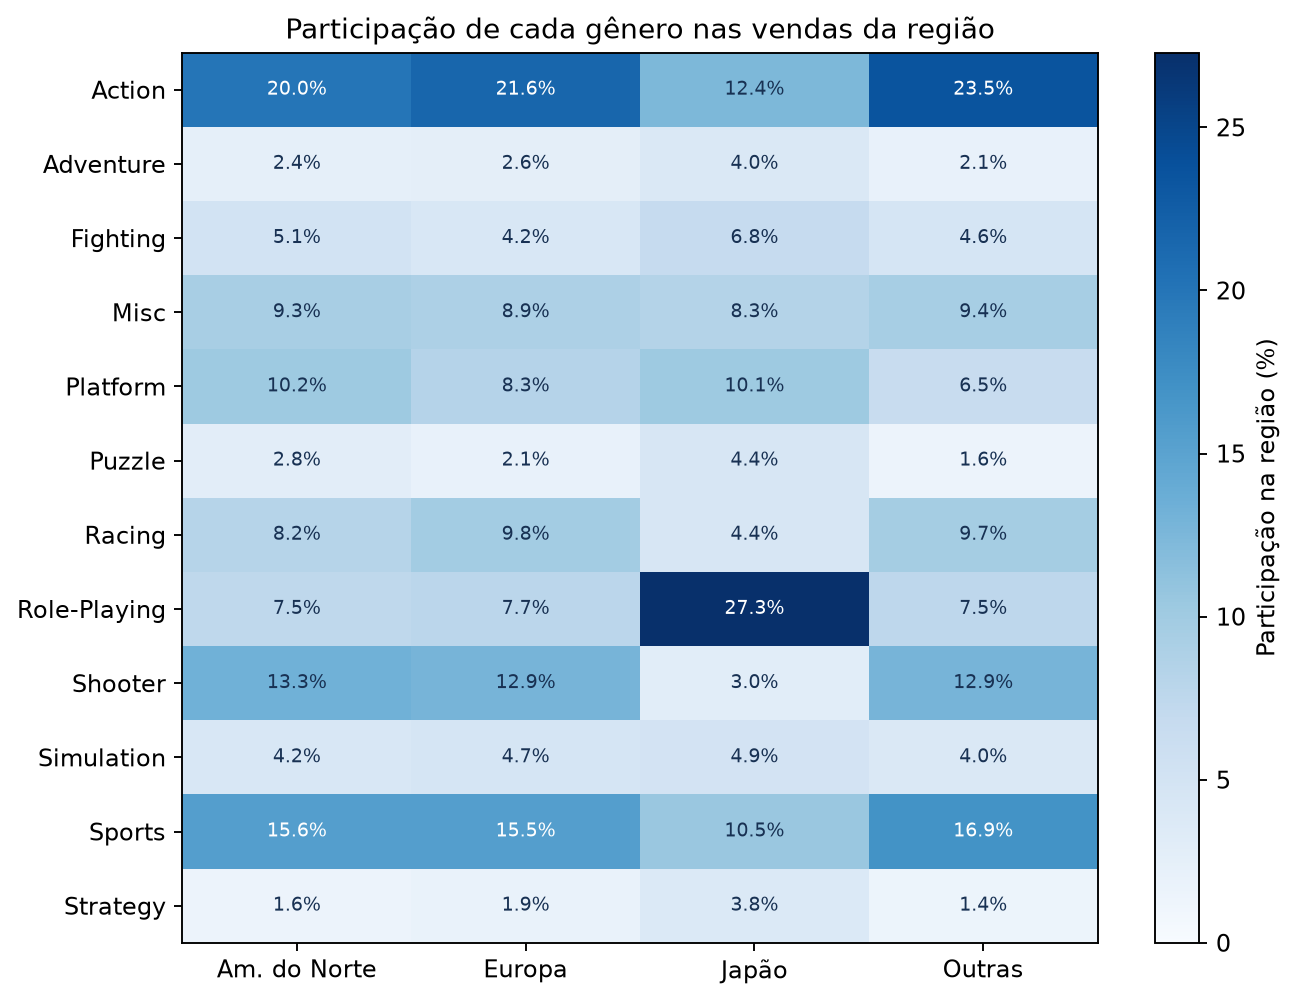 Participação de cada gênero nas vendas da região
Action 20.0% 21.6% 12.4% 23.5%
Adventure 2.4% 2.6% 4.0% 2.1%
Fighting 5.1% 4.2% 6.8% 4.6%
Misc 9.3% 8.9% 8.3% 9.4%
Platform 10.2% 8.3% 10.1% 6.5%
Puzzle 2.8% 2.1% 4.4% 1.6%
Racing 8.2% 9.8% 4.4% 9.7%
Role-Playing 7.5% 7.7% 27.3% 7.5%
Shooter 13.3% 12.9% 3.0% 12.9%
Simulation 4.2% 4.7% 4.9% 4.0%
Sports 15.6% 15.5% 10.5% 16.9%
Strategy 1.6% 1.9% 3.8% 1.4%
Am. do Norte Europa Japão Outras
25
20
15
10
5
0
Participação na região (%)